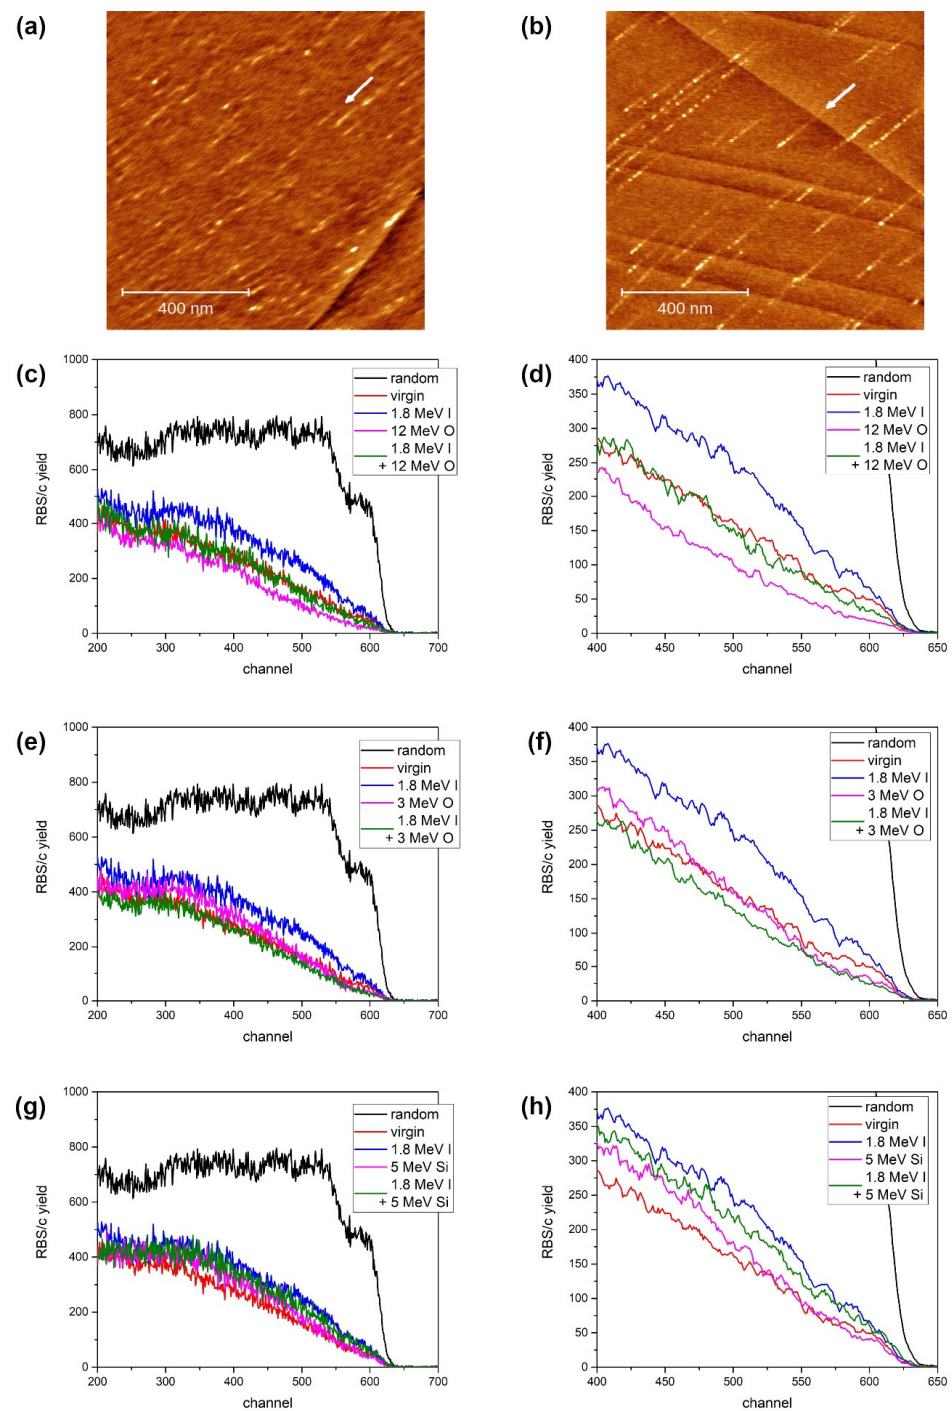 (a)
(b)
400 nm
400 nm
(c)
1000
800
600
400
200
0
200
300
400
500
600
700
RBS/c yield
channel
random
virgin
1.8 MeV I
12 MeV O
1.8 MeV I
+ 12 MeV O
(d)
400
350
300
250
200
150
100
50
0
400
450
500
550
600
650
RBS/c yield
channel
random
virgin
1.8 MeV I
12 MeV O
1.8 MeV I
+ 12 MeV O
(e)
1000
800
600
400
200
0
200
300
400
500
600
700
RBS/c yield
channel
random
virgin
1.8 MeV I
3 MeV O
1.8 MeV I
+ 3 MeV O
(f)
400
350
300
250
200
150
100
50
0
400
450
500
550
600
650
RBS/c yield
channel
random
virgin
1.8 MeV I
3 MeV O
1.8 MeV I
+ 3 MeV O
(g)
1000
800
600
400
200
0
200
300
400
500
600
700
RBS/c yield
channel
random
virgin
1.8 MeV I
5 MeV Si
1.8 MeV I
+ 5 MeV Si
(h)
400
350
300
250
200
150
100
50
0
400
450
500
550
600
650
RBS/c yield
channel
random
virgin
1.8 MeV I
5 MeV Si
1.8 MeV I
+ 5 MeV Si